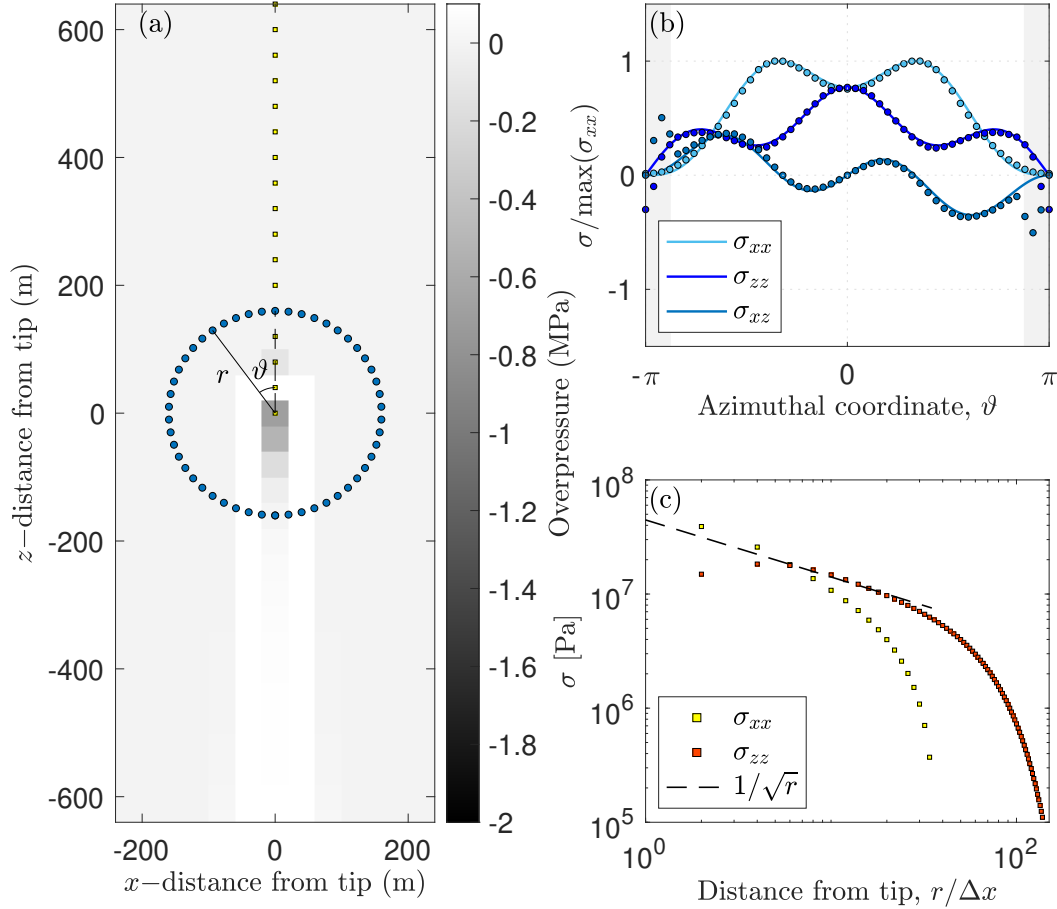 (a)
z−distance from tip (m)
600
400
200
0
-200
-400
-600
r
ϑ
-200
0
200
x−distance from tip (m)
0
-0.2
-0.4
-0.6
-0.8
-1
-1.2
-1.4
-1.6
-1.8
-2
Overpressure (MPa)
(b)
σ/max(σxx)
1
0
-1
σxx
σzz
σxz
-π
0
π
Azimuthal coordinate, ϑ
(c)
σ [Pa]
10^8
10^7
10^6
10^5
σxx
σzz
1/√r
10^0
10^2
Distance from tip, r/Δx